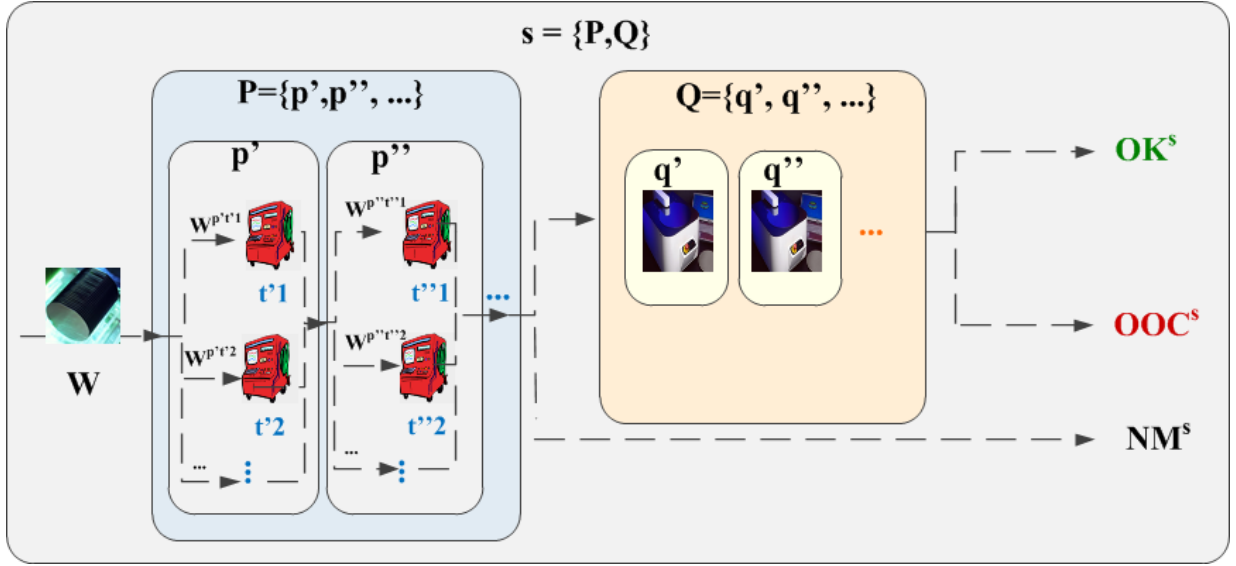 s = {P,Q}
P={p’,p’’, ...}
Q={q’, q’’, ...}
p’
p’’
q’
q’’
W^p’t’1
W^p’’t’’1
t’1
t’’1
...
...
W
W^p’t’2
W^p’’t’’2
t’2
t’’2
...
...
OK^s
OOC^s
NM^s